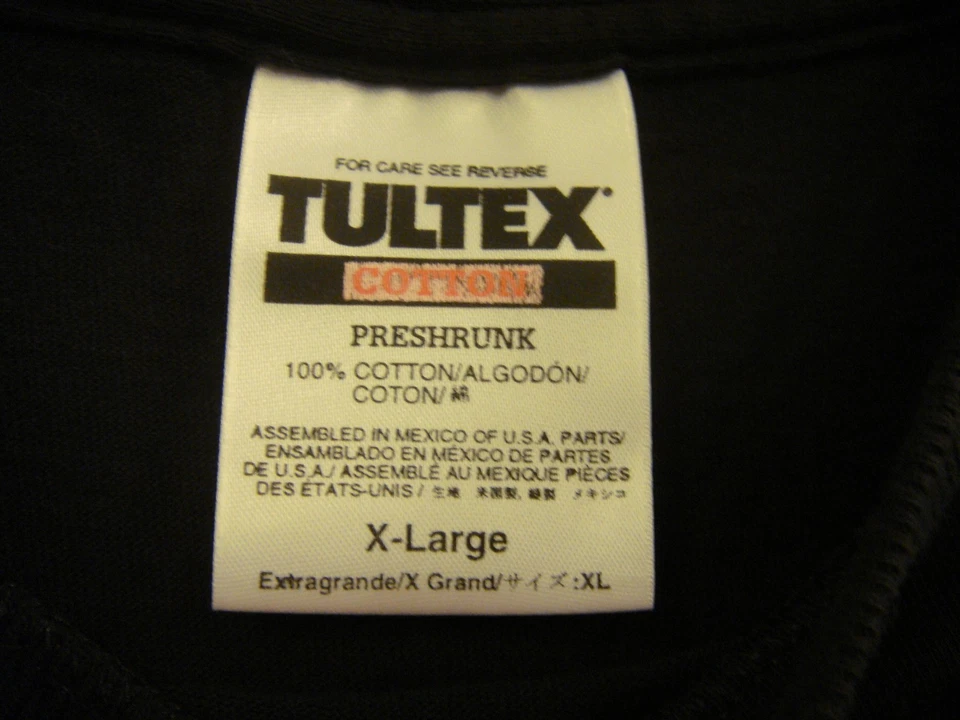 FOR CARE SEE REVERSE
TULTEX
COTTON
PRESHRUNK
100% COTTON/ALGODÓN/
COTON/ 綿
ASSEMBLED IN MEXICO OF U.S.A. PARTS/
ENSAMBLADO EN MÉXICO DE PARTES
DE U.S.A./ ASSEMBLÉ AU MEXIQUE PIÈCES
DES ÉTATS-UNIS / 生地 米国製, 縫製 メキシコ
X-Large
Extragrande/X Grand/サイズ:XL